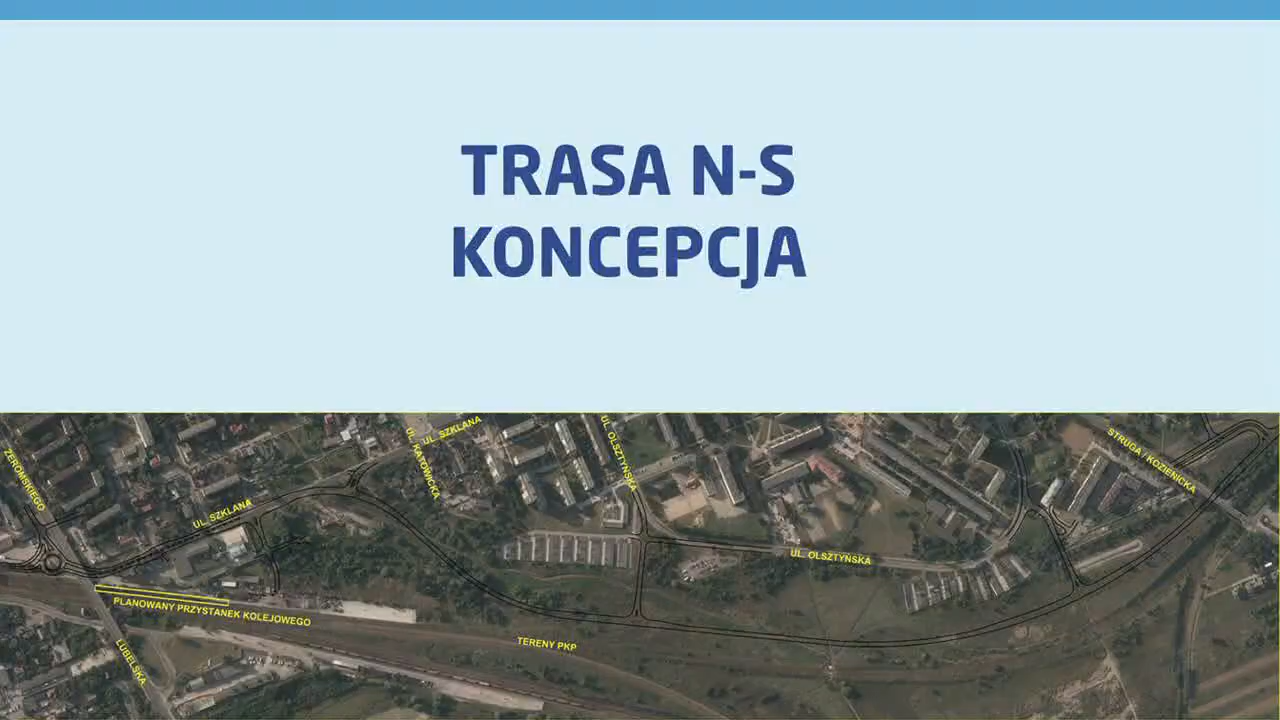 TRASA N-S
KONCEPCJA
UL. SZKLANA
UL. KATOWICKA
UL. OLSZTYŃSKA
STRUGA / KOZIENICKA
ŻEROMSKIEGO
UL. SZKLANA
UL. OLSZTYŃSKA
PLANOWANY PRZYSTANEK KOLEJOWEGO
LUBELSKA
TERENY PKP